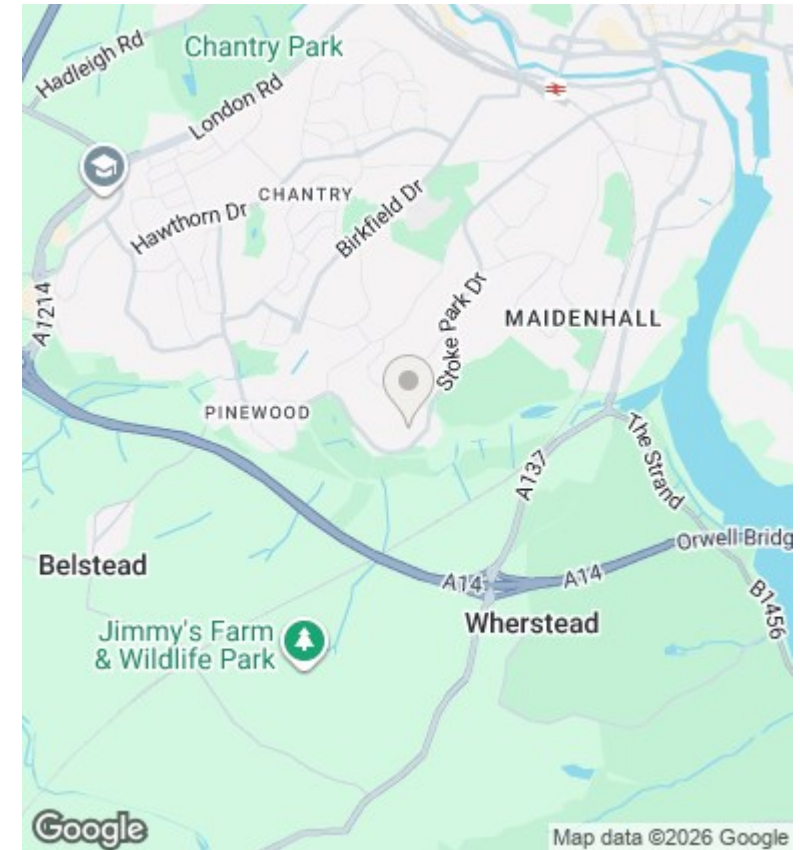 Chantry Park
Hadleigh Rd
London Rd
CHANTRY
Hawthorn Dr
Birkfield Dr
A1214
Stoke Park Dr
MAIDENHALL
PINEWOOD
The Strand
A137
Orwell Bridg
Belstead
A14
A14
B1456
Wherstead
Jimmy's Farm
& Wildlife Park
Google
Map data ©2026 Google